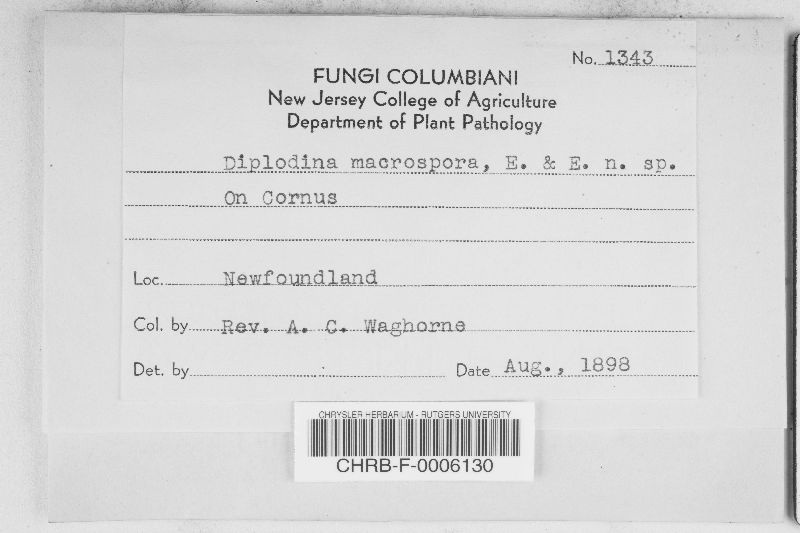 No. 1343
FUNGI COLUMBIANI
New Jersey College of Agriculture
Department of Plant Pathology
Diplodina macrospora, E. & E. n. sp.
On Cornus
Loc. Newfoundland
Col. by Rev. A. C. Waghorne
Det. by Date Aug., 1898
CHRYSLER HERBARIUM - RUTGERS UNIVERSITY
CHRB-F-0006130